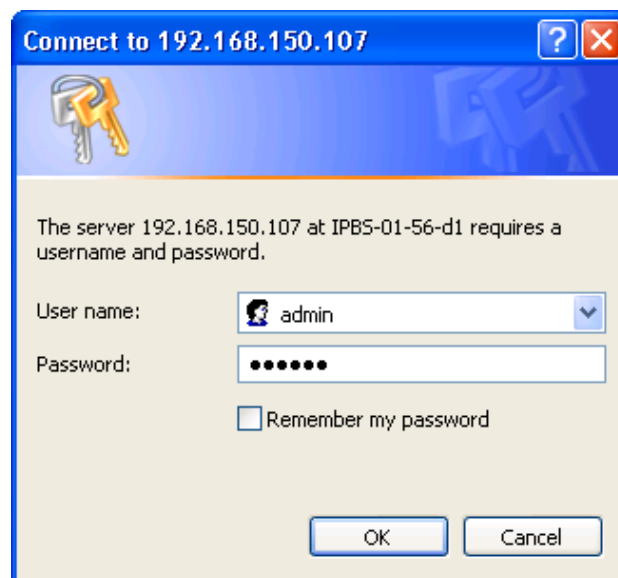 Connect to 192.168.150.107
The server 192.168.150.107 at IPBS-01-56-d1 requires a
username and password.
User name:
admin
Password:
••••••
Remember my password
OK
Cancel